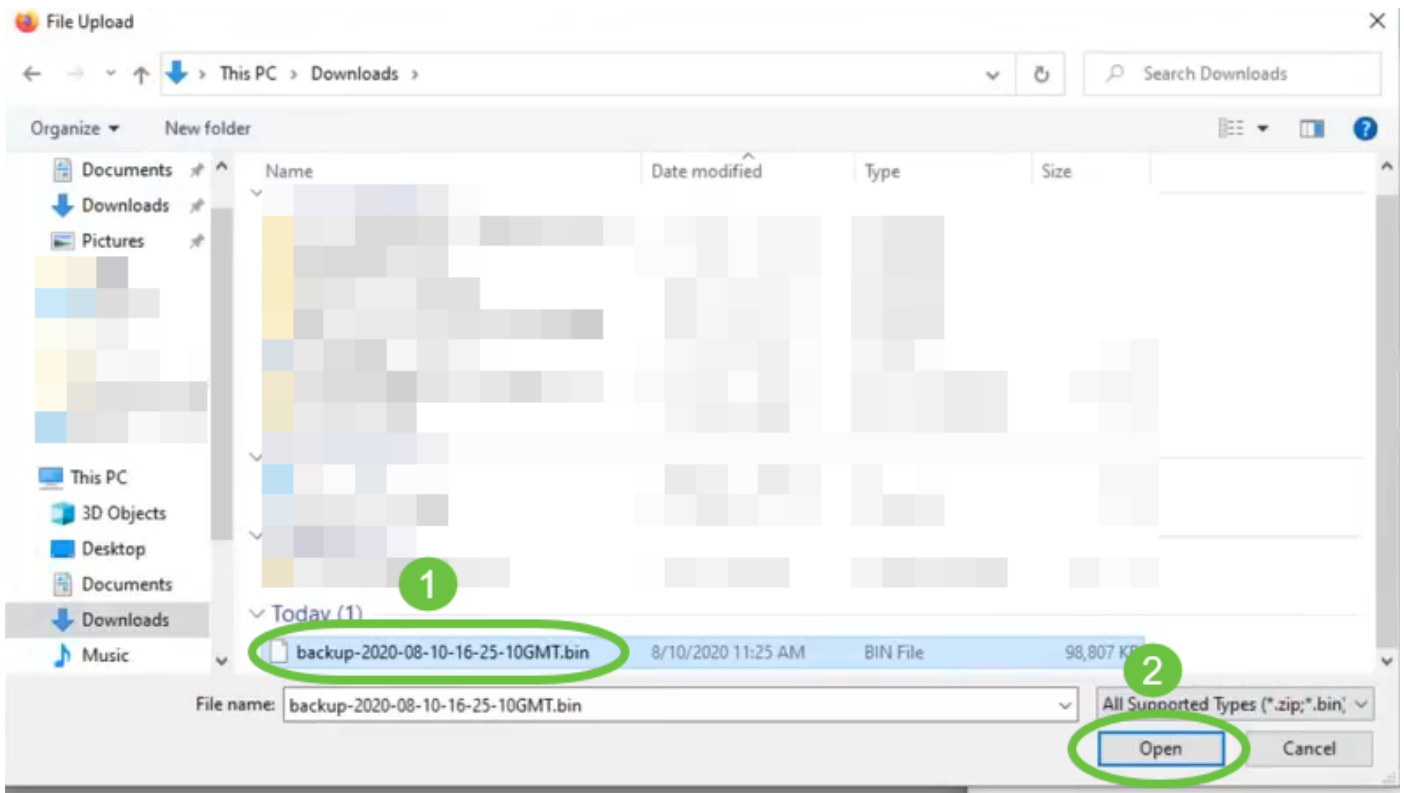 File Upload
This PC > Downloads >
Search Downloads
Organize
New folder
Name
Date modified
Type
Size
Documents
Downloads
Pictures
This PC
3D Objects
Desktop
Documents
Downloads
Music
1
Today (1)
backup-2020-08-10-16-25-10GMT.bin 8/10/2020 11:25 AM BIN File 98,807 KB
2
File name: backup-2020-08-10-16-25-10GMT.bin
All Supported Types (*.zip;*.bin)
Open
Cancel